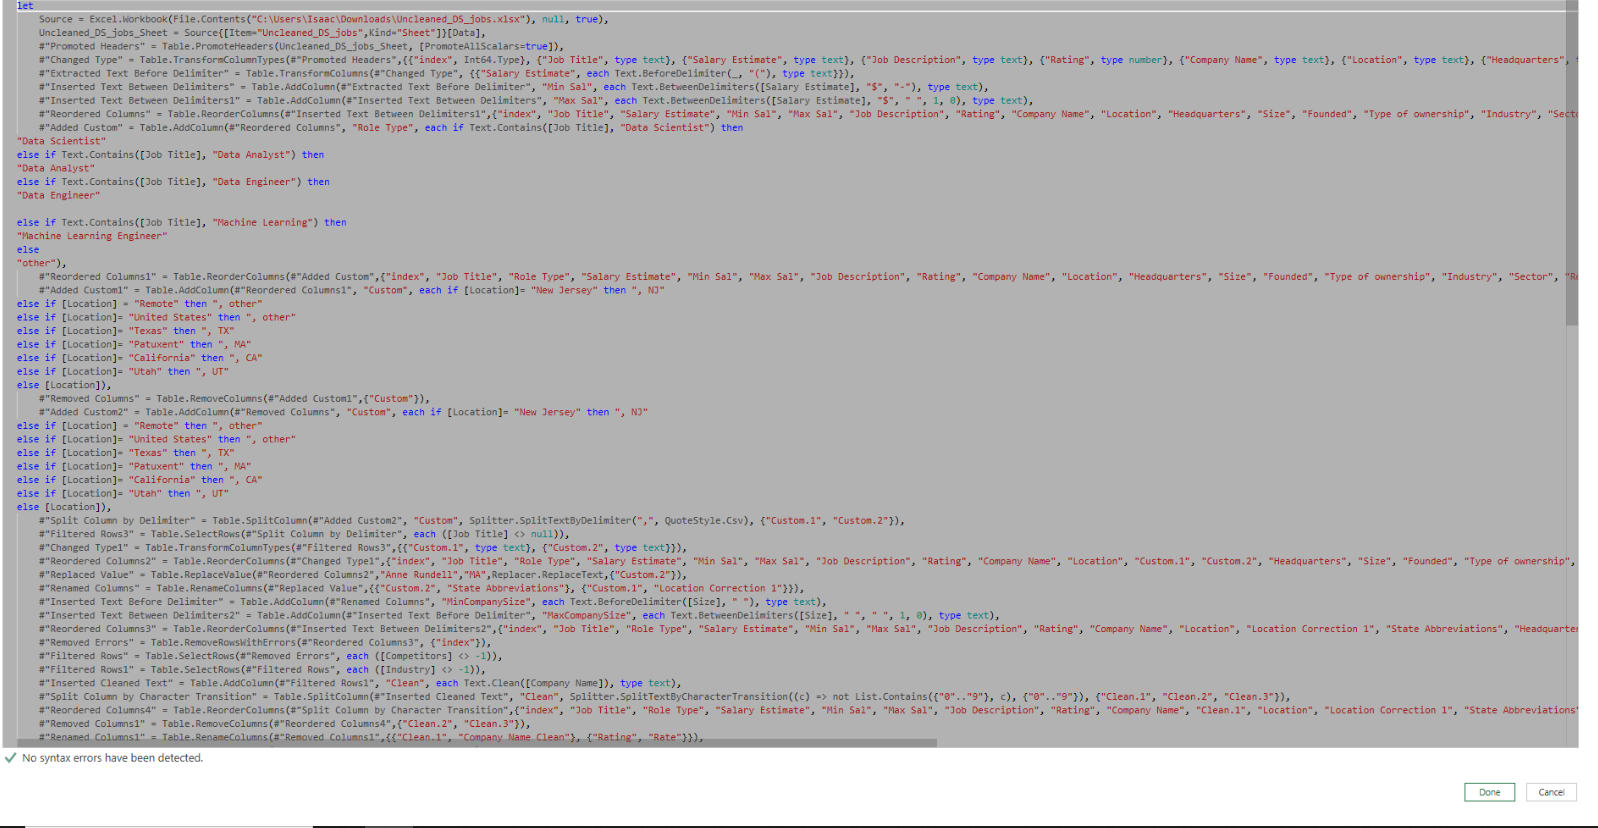 let
Source = Excel.Workbook(File.Contents("C:\Users\Isaac\Downloads\Uncleaned_DS_jobs.xlsx"), null, true),
Uncleaned_DS_jobs_Sheet = Source{[Item="Uncleaned_DS_jobs",Kind="Sheet"]}[Data],
#"Promoted Headers" = Table.PromoteHeaders(Uncleaned_DS_jobs_Sheet, [PromoteAllScalars=true]),
#"Changed Type" = Table.TransformColumnTypes(#"Promoted Headers",{{"index", Int64.Type}, {"Job Title", type text}, {"Salary Estimate", type text}, {"Job Description", type text}, {"Rating", type number}, {"Company Name", type text}, {"Location", type text}, {"Headquarters",
#"Extracted Text Before Delimiter" = Table.TransformColumns(#"Changed Type", {{"Salary Estimate", each Text.BeforeDelimiter(_, "("), type text}}),
#"Inserted Text Between Delimiters" = Table.AddColumn(#"Extracted Text Before Delimiter", "Min Sal", each Text.BetweenDelimiters([Salary Estimate], "$", "-"), type text),
#"Inserted Text Between Delimiters1" = Table.AddColumn(#"Inserted Text Between Delimiters", "Max Sal", each Text.BetweenDelimiters([Salary Estimate], "$", " ", 1, 0), type text),
#"Reordered Columns" = Table.ReorderColumns(#"Inserted Text Between Delimiters1",{"index", "Job Title", "Salary Estimate", "Min Sal", "Max Sal", "Job Description", "Rating", "Company Name", "Location", "Headquarters", "Size", "Founded", "Type of ownership", "Industry", "Secto
#"Added Custom" = Table.AddColumn(#"Reordered Columns", "Role Type", each if Text.Contains([Job Title], "Data Scientist") then
"Data Scientist"
else if Text.Contains([Job Title], "Data Analyst") then
"Data Analyst"
else if Text.Contains([Job Title], "Data Engineer") then
"Data Engineer"
else if Text.Contains([Job Title], "Machine Learning") then
"Machine Learning Engineer"
else
"other"),
#"Reordered Columns1" = Table.ReorderColumns(#"Added Custom",{"index", "Job Title", "Role Type", "Salary Estimate", "Min Sal", "Max Sal", "Job Description", "Rating", "Company Name", "Location", "Headquarters", "Size", "Founded", "Type of ownership", "Industry", "Sector", "Re
#"Added Custom1" = Table.AddColumn(#"Reordered Columns1", "Custom", each if [Location]= "New Jersey" then ", NJ"
else if [Location] = "Remote" then ", other"
else if [Location]= "United States" then ", other"
else if [Location]= "Texas" then ", TX"
else if [Location]= "Patuxent" then ", MA"
else if [Location]= "California" then ", CA"
else if [Location]= "Utah" then ", UT"
else [Location]),
#"Removed Columns" = Table.RemoveColumns(#"Added Custom1",{"Custom"}),
#"Added Custom2" = Table.AddColumn(#"Removed Columns", "Custom", each if [Location]= "New Jersey" then ", NJ"
else if [Location] = "Remote" then ", other"
else if [Location]= "United States" then ", other"
else if [Location]= "Texas" then ", TX"
else if [Location]= "Patuxent" then ", MA"
else if [Location]= "California" then ", CA"
else if [Location]= "Utah" then ", UT"
else [Location]),
#"Split Column by Delimiter" = Table.SplitColumn(#"Added Custom2", "Custom", Splitter.SplitTextByDelimiter(",", QuoteStyle.Csv), {"Custom.1", "Custom.2"}),
#"Filtered Rows3" = Table.SelectRows(#"Split Column by Delimiter", each ([Job Title] <> null)),
#"Changed Type1" = Table.TransformColumnTypes(#"Filtered Rows3",{{"Custom.1", type text}, {"Custom.2", type text}}),
#"Reordered Columns2" = Table.ReorderColumns(#"Changed Type1",{"index", "Job Title", "Role Type", "Salary Estimate", "Min Sal", "Max Sal", "Job Description", "Rating", "Company Name", "Location", "Custom.1", "Custom.2", "Headquarters", "Size", "Founded", "Type of ownership",
#"Replaced Value" = Table.ReplaceValue(#"Reordered Columns2","Anne Rundell","MA",Replacer.ReplaceText,{"Custom.2"}),
#"Renamed Columns" = Table.RenameColumns(#"Replaced Value",{{"Custom.2", "State Abbreviations"}, {"Custom.1", "Location Correction 1"}}),
#"Inserted Text Before Delimiter" = Table.AddColumn(#"Renamed Columns", "MinCompanySize", each Text.BeforeDelimiter([Size], " "), type text),
#"Inserted Text Between Delimiters2" = Table.AddColumn(#"Inserted Text Before Delimiter", "MaxCompanySize", each Text.BetweenDelimiters([Size], " ", " ", 1, 0), type text),
#"Reordered Columns3" = Table.ReorderColumns(#"Inserted Text Between Delimiters2",{"index", "Job Title", "Role Type", "Salary Estimate", "Min Sal", "Max Sal", "Job Description", "Rating", "Company Name", "Location", "Location Correction 1", "State Abbreviations", "Headquarte
#"Removed Errors" = Table.RemoveRowsWithErrors(#"Reordered Columns3", {"index"}),
#"Filtered Rows" = Table.SelectRows(#"Removed Errors", each ([Competitors] <> -1)),
#"Filtered Rows1" = Table.SelectRows(#"Filtered Rows", each ([Industry] <> -1)),
#"Inserted Cleaned Text" = Table.AddColumn(#"Filtered Rows1", "Clean", each Text.Clean([Company Name]), type text),
#"Split Column by Character Transition" = Table.SplitColumn(#"Inserted Cleaned Text", "Clean", Splitter.SplitTextByCharacterTransition((c) => not List.Contains({"0".."9"}, c), {"0".."9"}), {"Clean.1", "Clean.2", "Clean.3"}),
#"Reordered Columns4" = Table.ReorderColumns(#"Split Column by Character Transition",{"index", "Job Title", "Role Type", "Salary Estimate", "Min Sal", "Max Sal", "Job Description", "Rating", "Company Name", "Clean.1", "Location", "Location Correction 1", "State Abbreviations"
#"Removed Columns1" = Table.RemoveColumns(#"Reordered Columns4",{"Clean.2", "Clean.3"}),
#"Renamed Columns1" = Table.RenameColumns(#"Removed Columns1",{{"Clean.1", "Company Name Clean"}, {"Rating", "Rate"}}),
No syntax errors have been detected.
Done Cancel